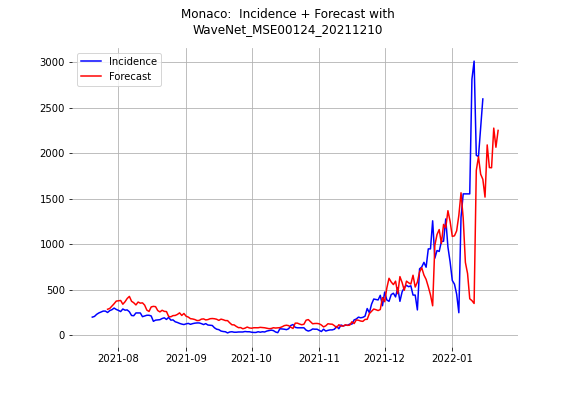 Monaco:  Incidence + Forecast with
WaveNet_MSE00124_20211210
Incidence
Forecast
3000
2500
2000
1500
1000
500
0
2021-08 2021-09 2021-10 2021-11 2021-12 2022-01